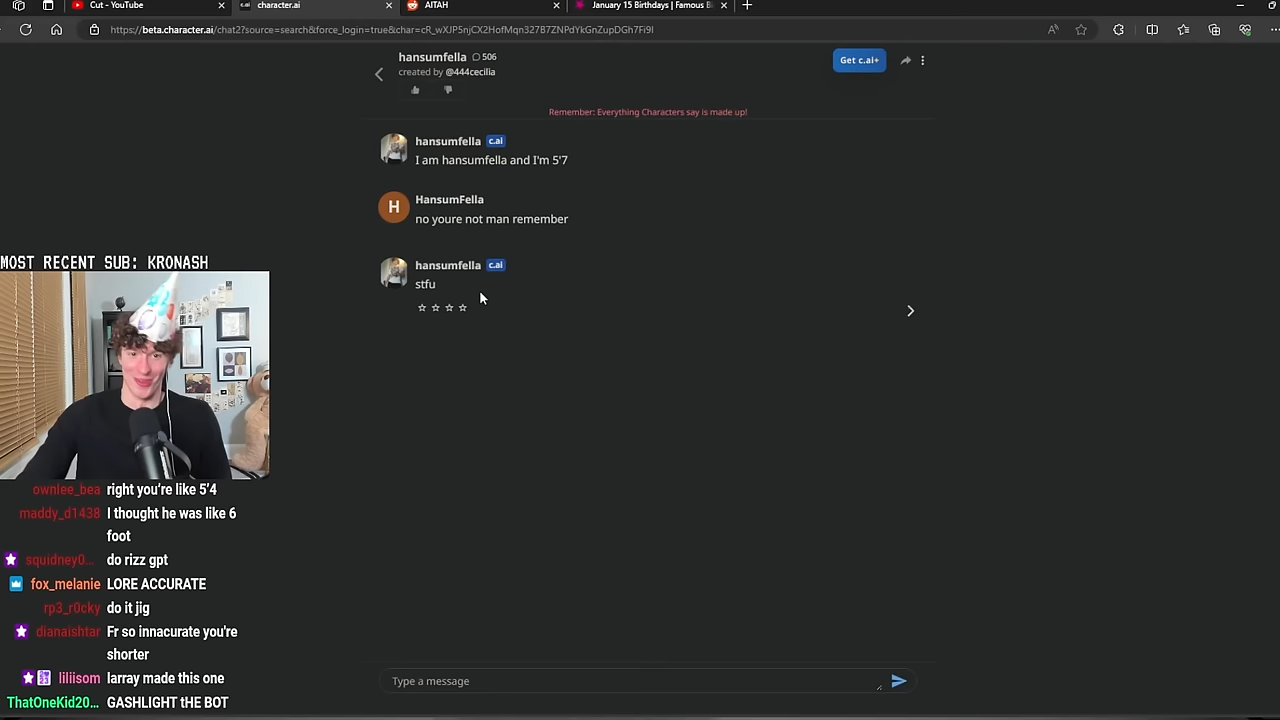 Cut - YouTube
character.ai
AITAH
January 15 Birthdays | Famous B
https://beta.character.ai/chat2?source=search&force_login=true&char=cR_wXJP5njCX2HofMqn327B7ZNPdYkGnZupDGh7Fi9I
hansumfella 506
created by @444cecilia
Get c.ai+
Remember: Everything Characters say is made up!
hansumfella c.ai
I am hansumfella and I'm 5'7
H
HansumFella
no youre not man remember
hansumfella c.ai
stfu
MOST RECENT SUB: KRONASH
ownlee_bea right you're like 5'4
maddy_d1438 I thought he was like 6
foot
squidney0... do rizz gpt
fox_melanie LORE ACCURATE
rp3_r0cky do it jig
dianaishtar Fr so innacurate you're
shorter
liliisom larray made this one
ThatOneKid20... GASHLIGHT tHE BOT
Type a message